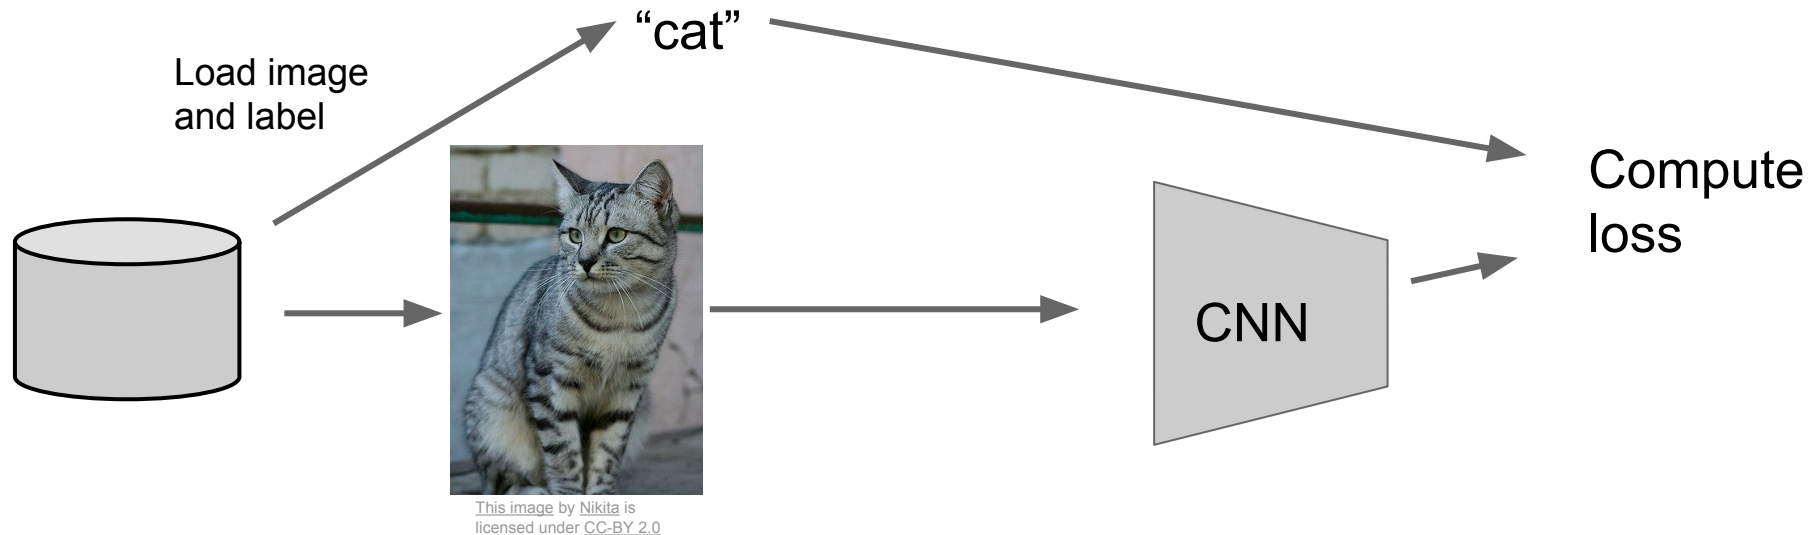 “cat”
Load image
and label
Compute
loss
CNN
This image by Nikita is
licensed under CC-BY 2.0